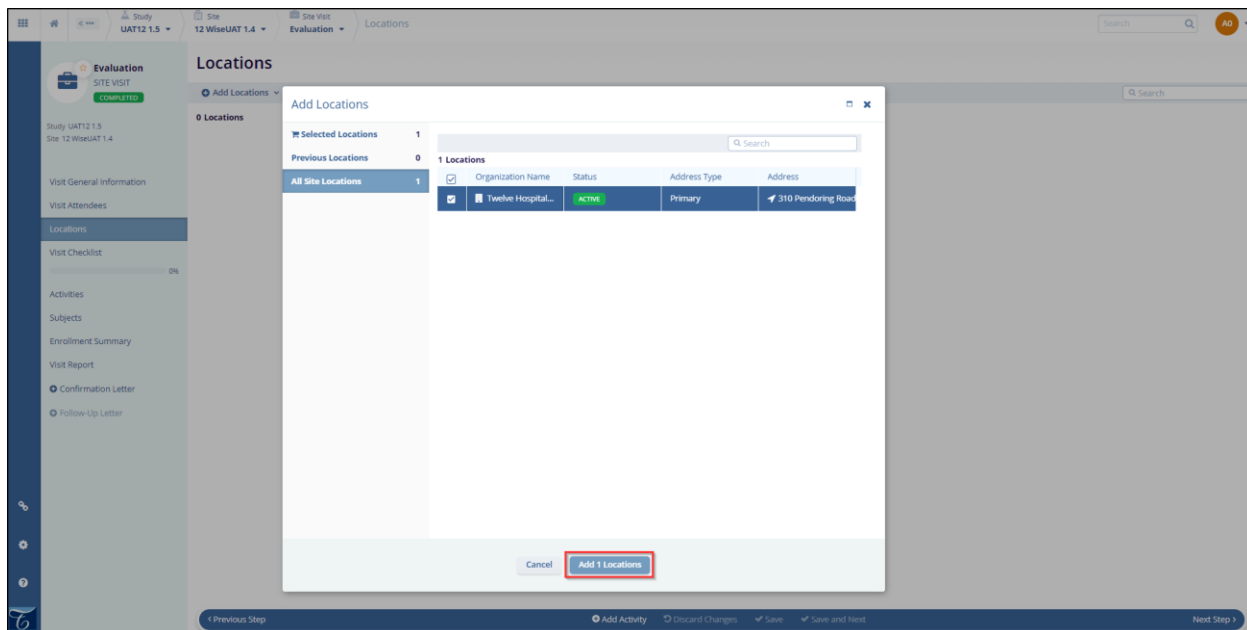 Study
UAT12 1.5
Site
12 WiseUAT 1.4
Site Visit
Evaluation
Locations
Search
AD
Evaluation
SITE VISIT
COMPLETED
Study UAT12 1.5
Site 12 WiseUAT 1.4
Visit General Information
Visit Attendees
Locations
Visit Checklist
0%
Activities
Subjects
Enrollment Summary
Visit Report
Confirmation Letter
Follow-Up Letter
Locations
Add Locations
Search
0 Locations
Add Locations
Selected Locations 1
Previous Locations 0
All Site Locations 1
Search
1 Locations
Organization Name Status Address Type Address
Twelve Hospital... ACTIVE Primary 310 Pendoring Road
Cancel Add 1 Locations
Previous Step Add Activity Discard Changes Save Save and Next Next Step